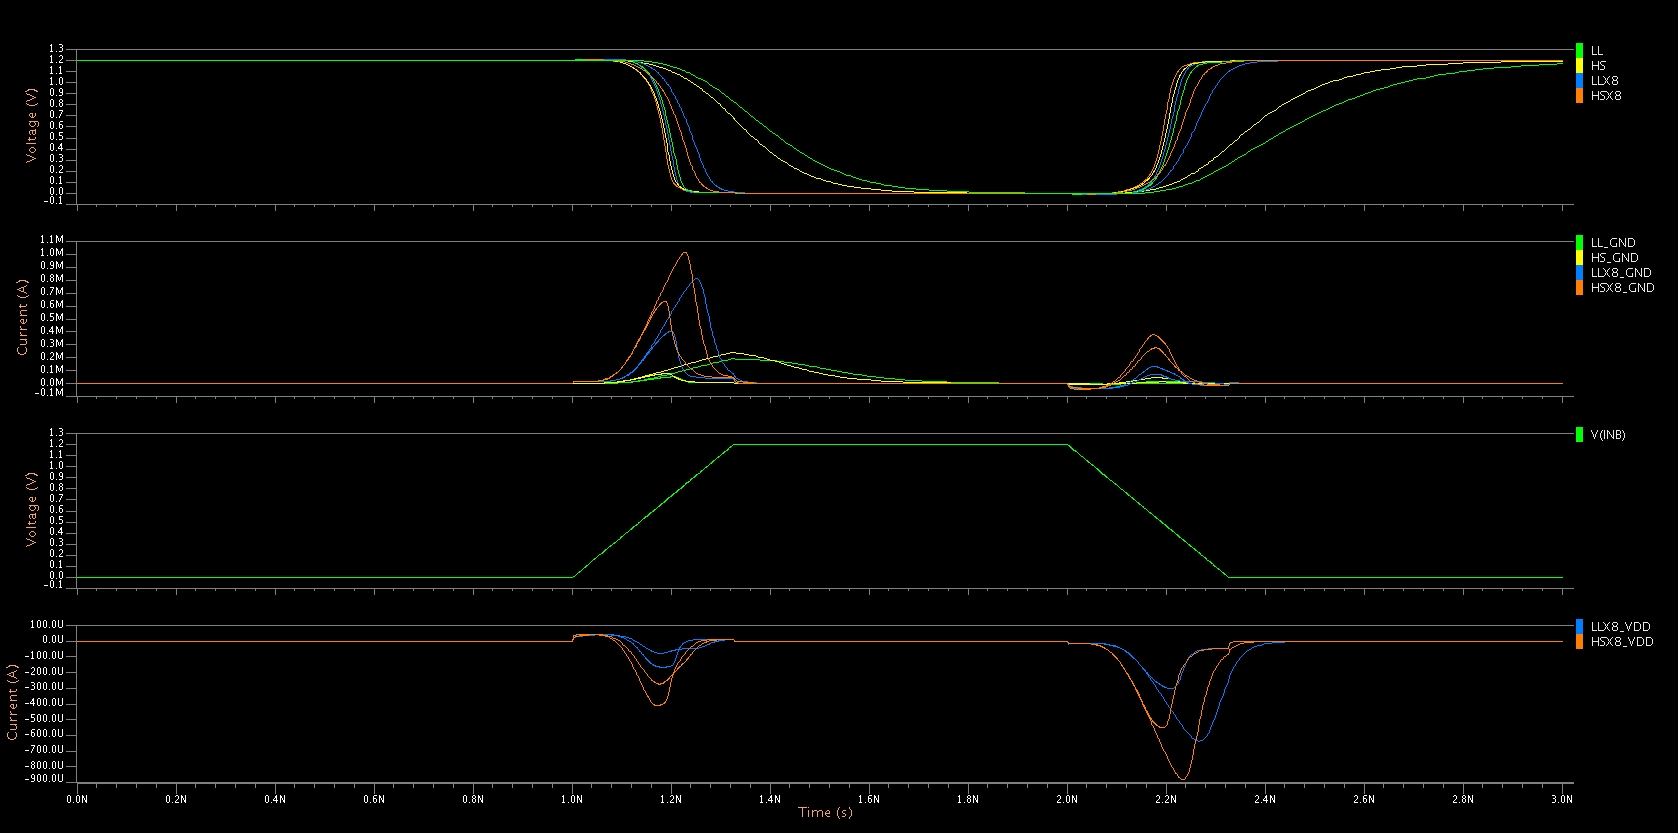 1.3
1.2
1.1
1.0
0.9
0.8
0.7
0.6
0.5
0.4
0.3
0.2
0.1
0.0
-0.1
Voltage (V)
LL
HS
LLX8
HSX8
1.1M
1.0M
0.9M
0.8M
0.7M
0.6M
0.5M
0.4M
0.3M
0.2M
0.1M
0.0M
-0.1M
Current (A)
LL_GND
HS_GND
LLX8_GND
HSX8_GND
1.3
1.2
1.1
1.0
0.9
0.8
0.7
0.6
0.5
0.4
0.3
0.2
0.1
0.0
-0.1
Voltage (V)
V(INB)
100.0U
0.0U
-100.0U
-200.0U
-300.0U
-400.0U
-500.0U
-600.0U
-700.0U
-800.0U
-900.0U
Current (A)
LLX8_VDD
HSX8_VDD
0.0N 0.2N 0.4N 0.6N 0.8N 1.0N 1.2N 1.4N 1.6N 1.8N 2.0N 2.2N 2.4N 2.6N 2.8N 3.0N
Time (s)